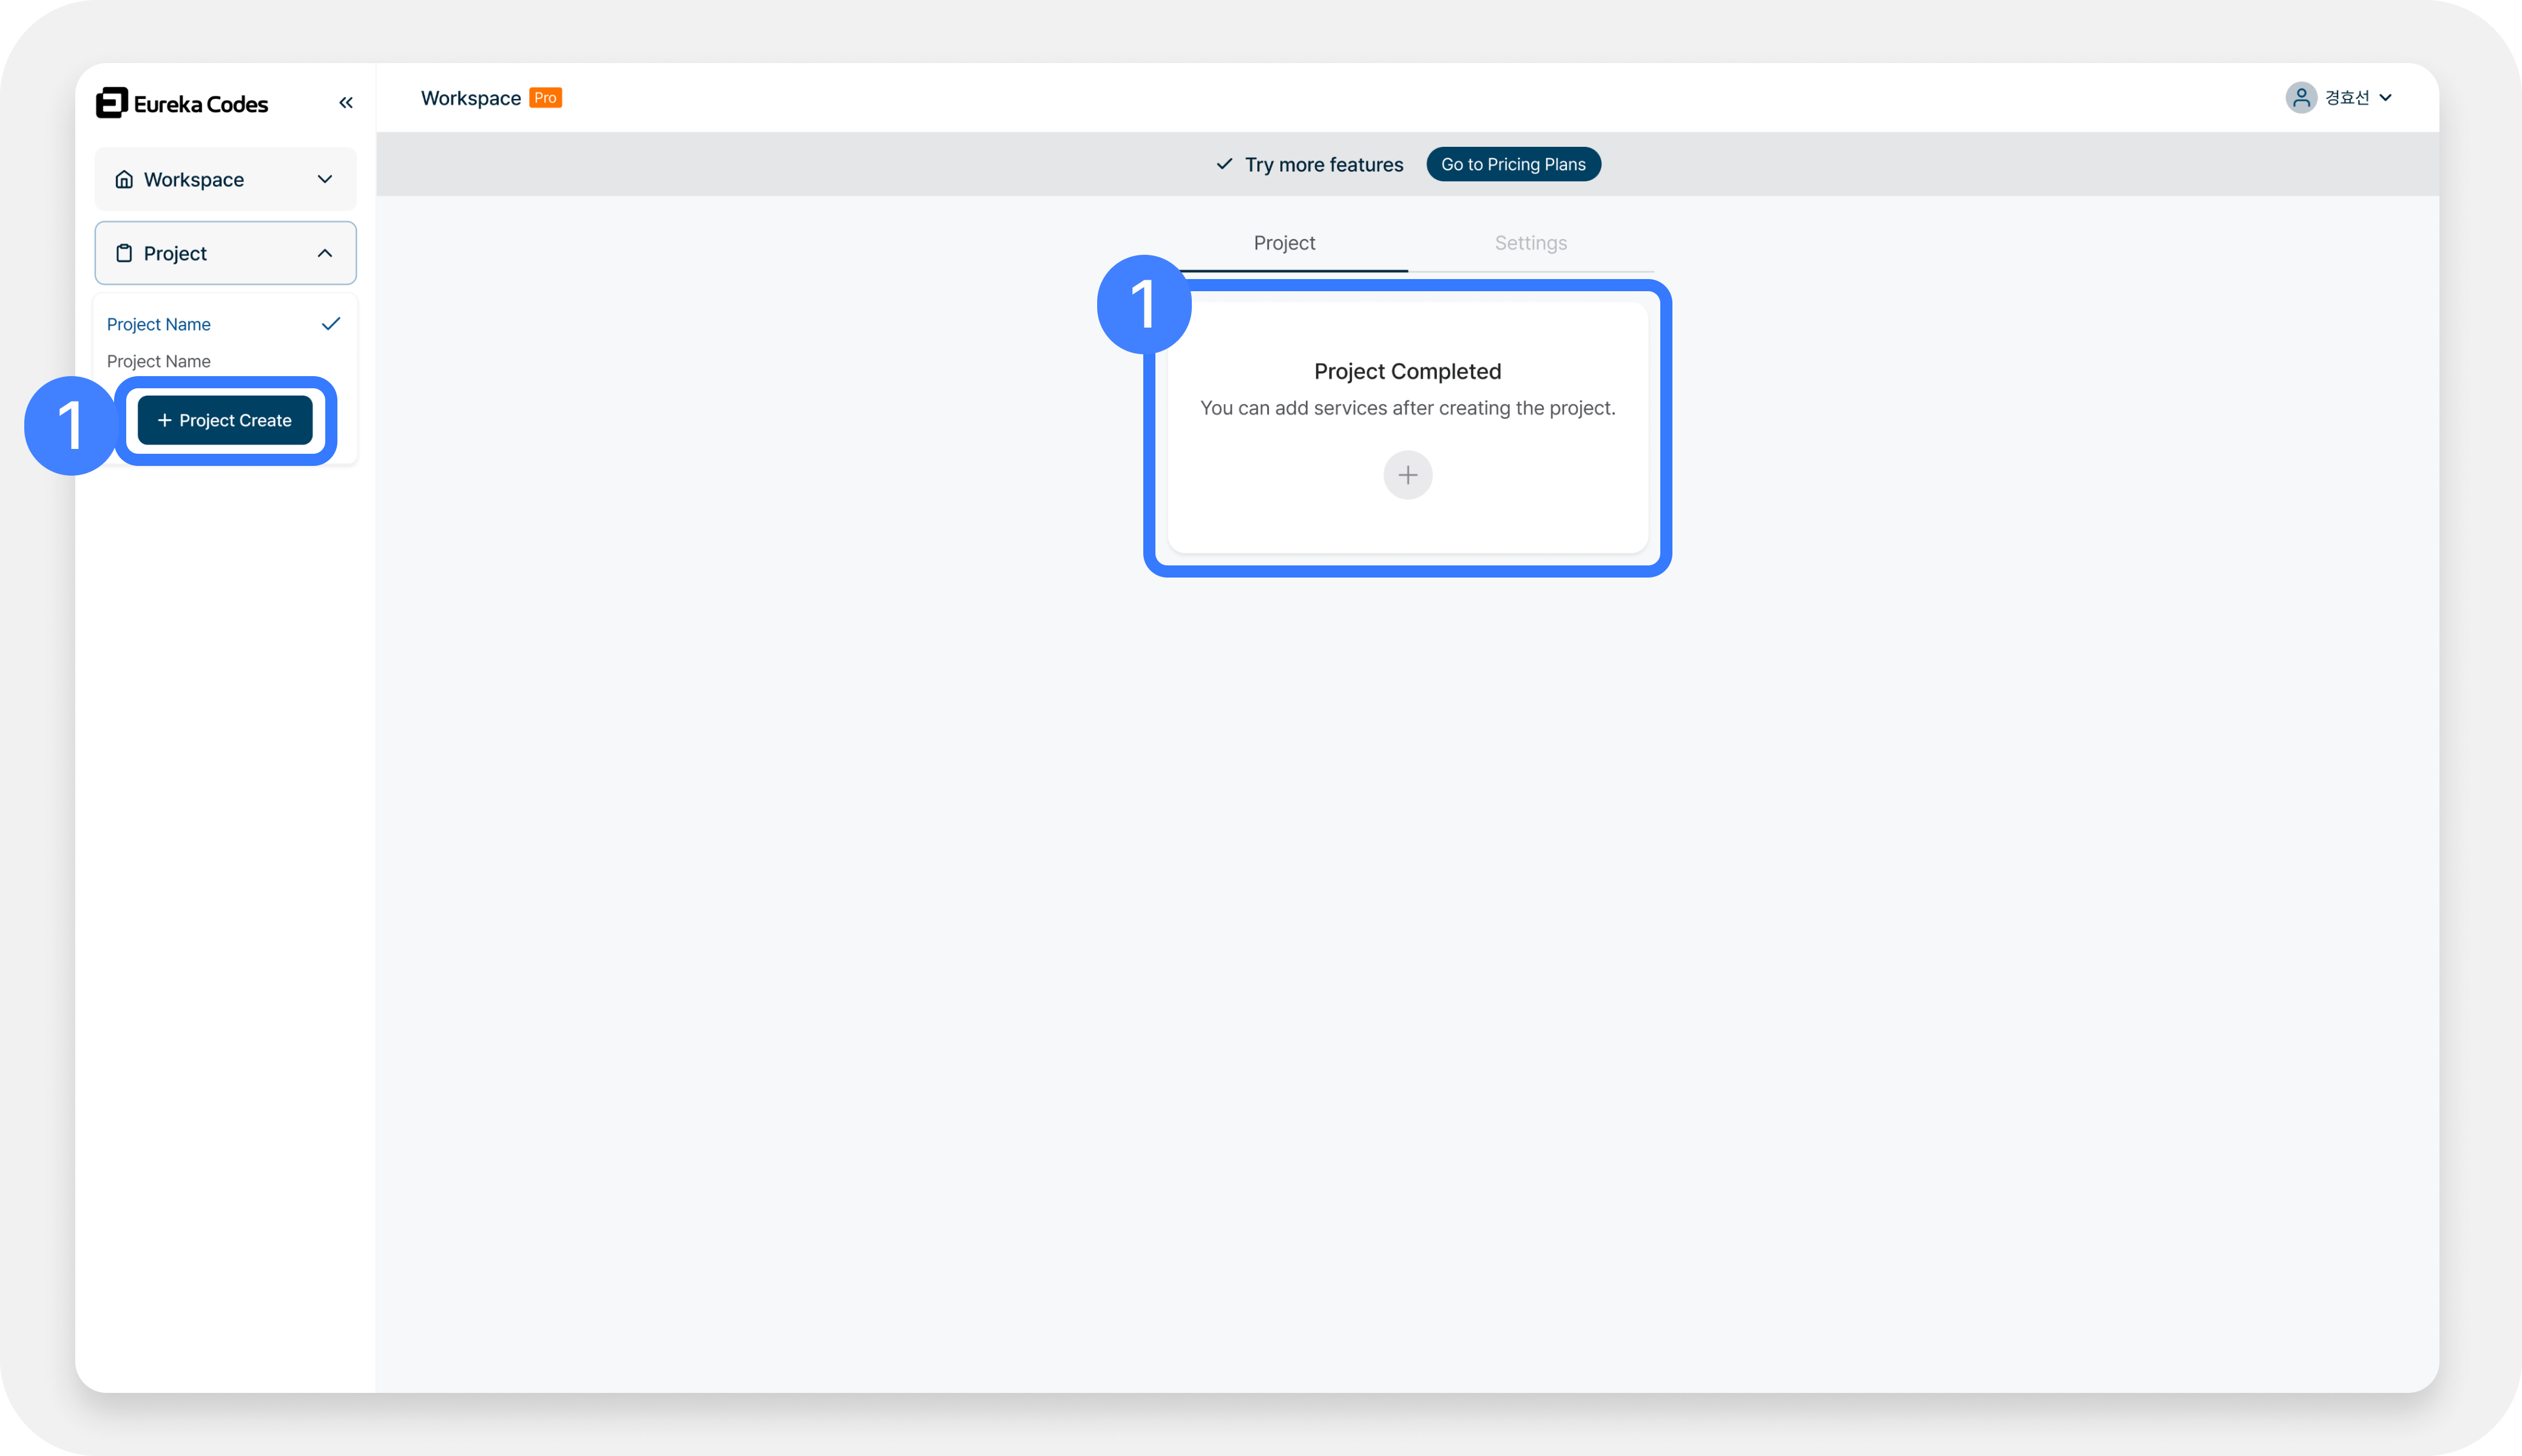 Eureka Codes
Workspace
Project
Project Name
Project Name
1
+ Project Create
Workspace Pro
경효선
Try more features
Go to Pricing Plans
Project
Settings
1
Project Completed
You can add services after creating the project.
+